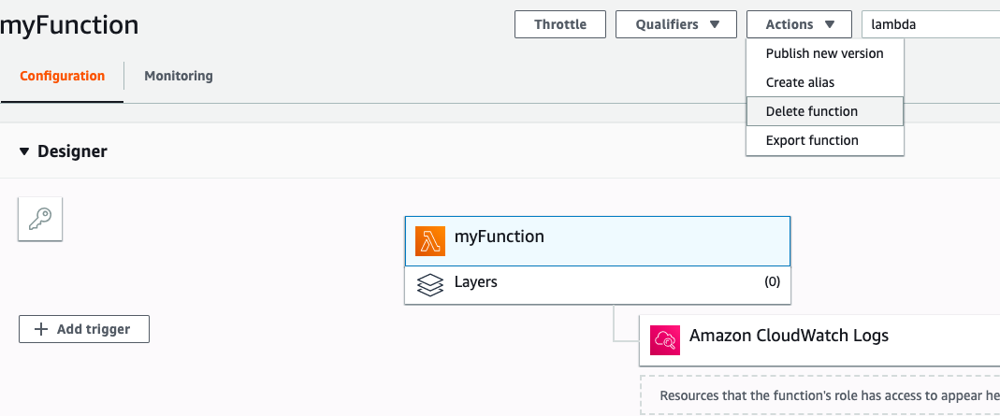 myFunction
Throttle
Qualifiers
Actions
lambda
Publish new version
Create alias
Delete function
Export function
Configuration
Monitoring
Designer
myFunction
Layers
(0)
Add trigger
Amazon CloudWatch Logs
Resources that the function's role has access to appear he